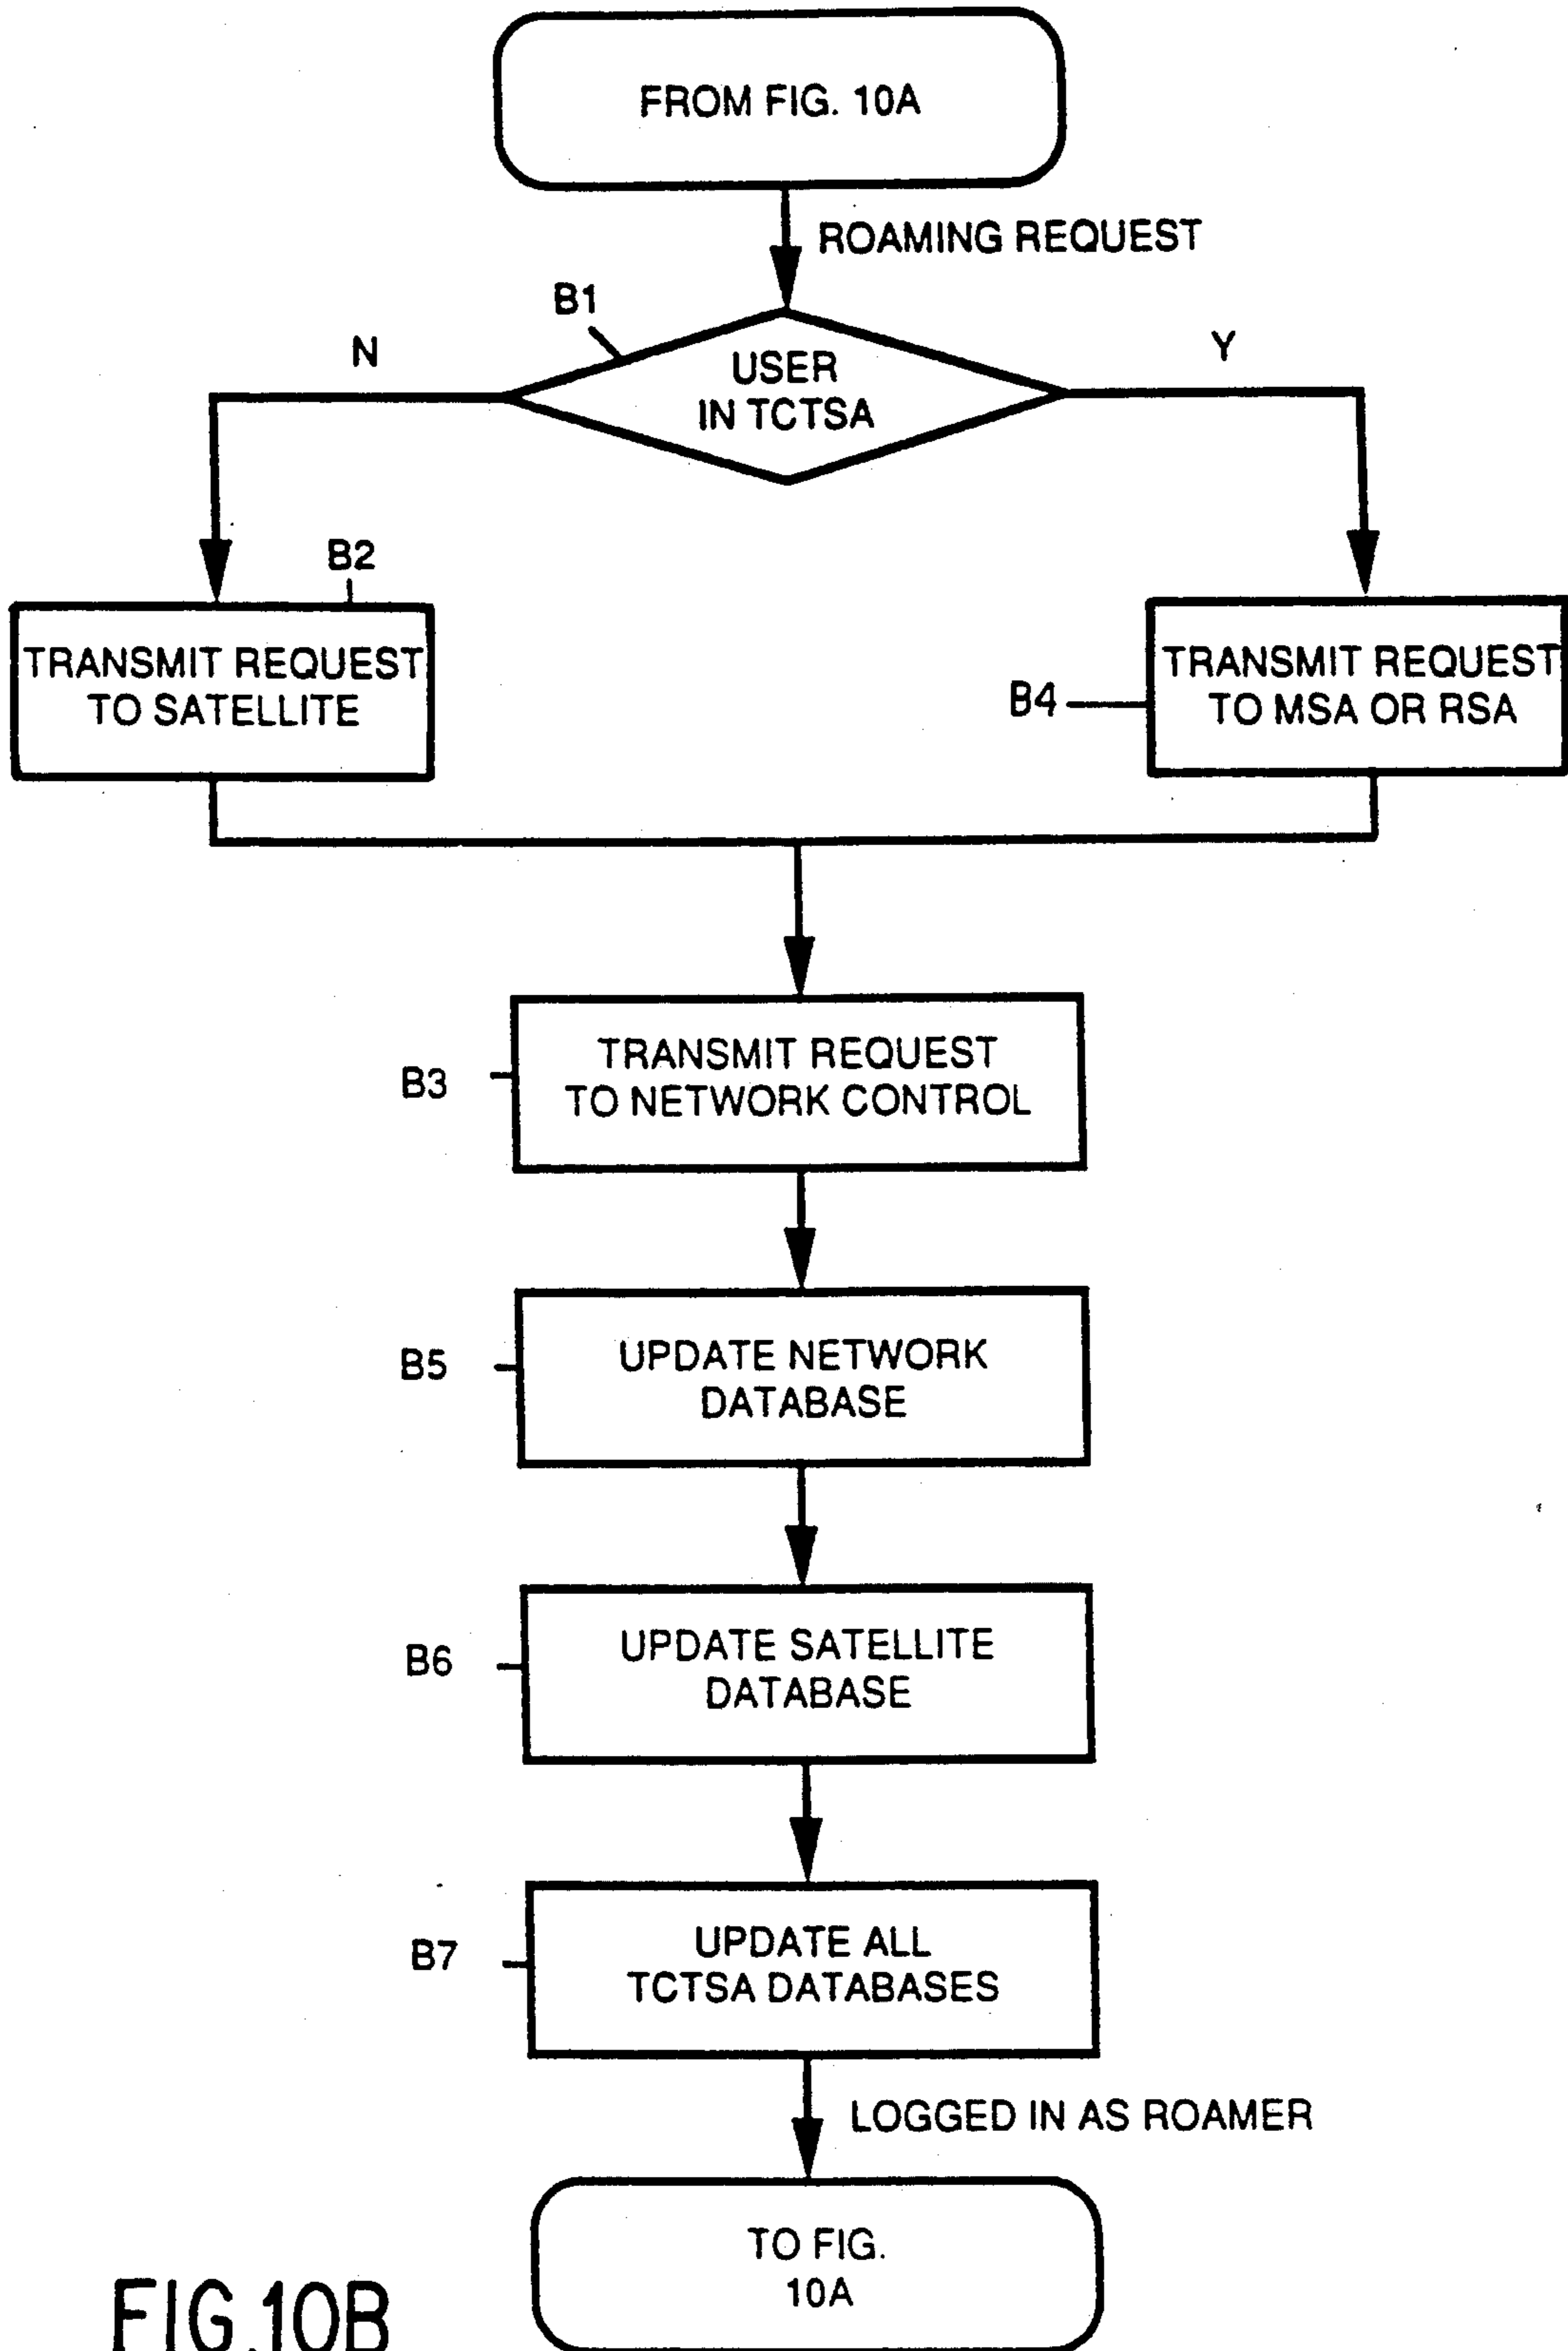 FROM FIG. 10A
ROAMING REQUEST
B1
N
Y
USER
IN TCTSA
B2
TRANSMIT REQUEST
TO SATELLITE
B4
TRANSMIT REQUEST
TO MSA OR RSA
B3
TRANSMIT REQUEST
TO NETWORK CONTROL
B5
UPDATE NETWORK
DATABASE
B6
UPDATE SATELLITE
DATABASE
B7
UPDATE ALL
TCTSA DATABASES
LOGGED IN AS ROAMER
TO FIG.
10A
FIG.10B